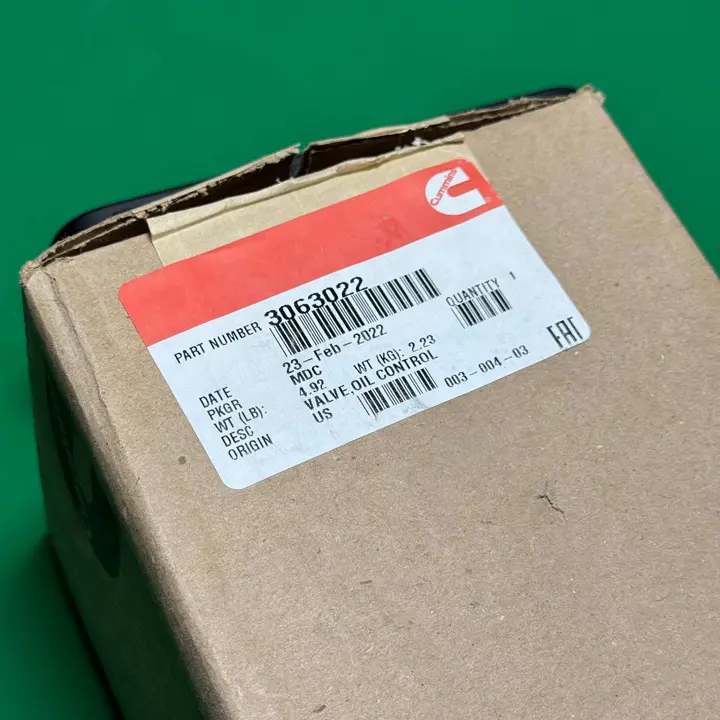 Cummins
PART NUMBER 3063022
QUANTITY 1
DATE 23-Feb-2022
PKGR MDC
WT (LB): 4.92 WT (KG): 2.23
DESC VALVE,OIL CONTROL
ORIGIN US 003-004-03
EAC